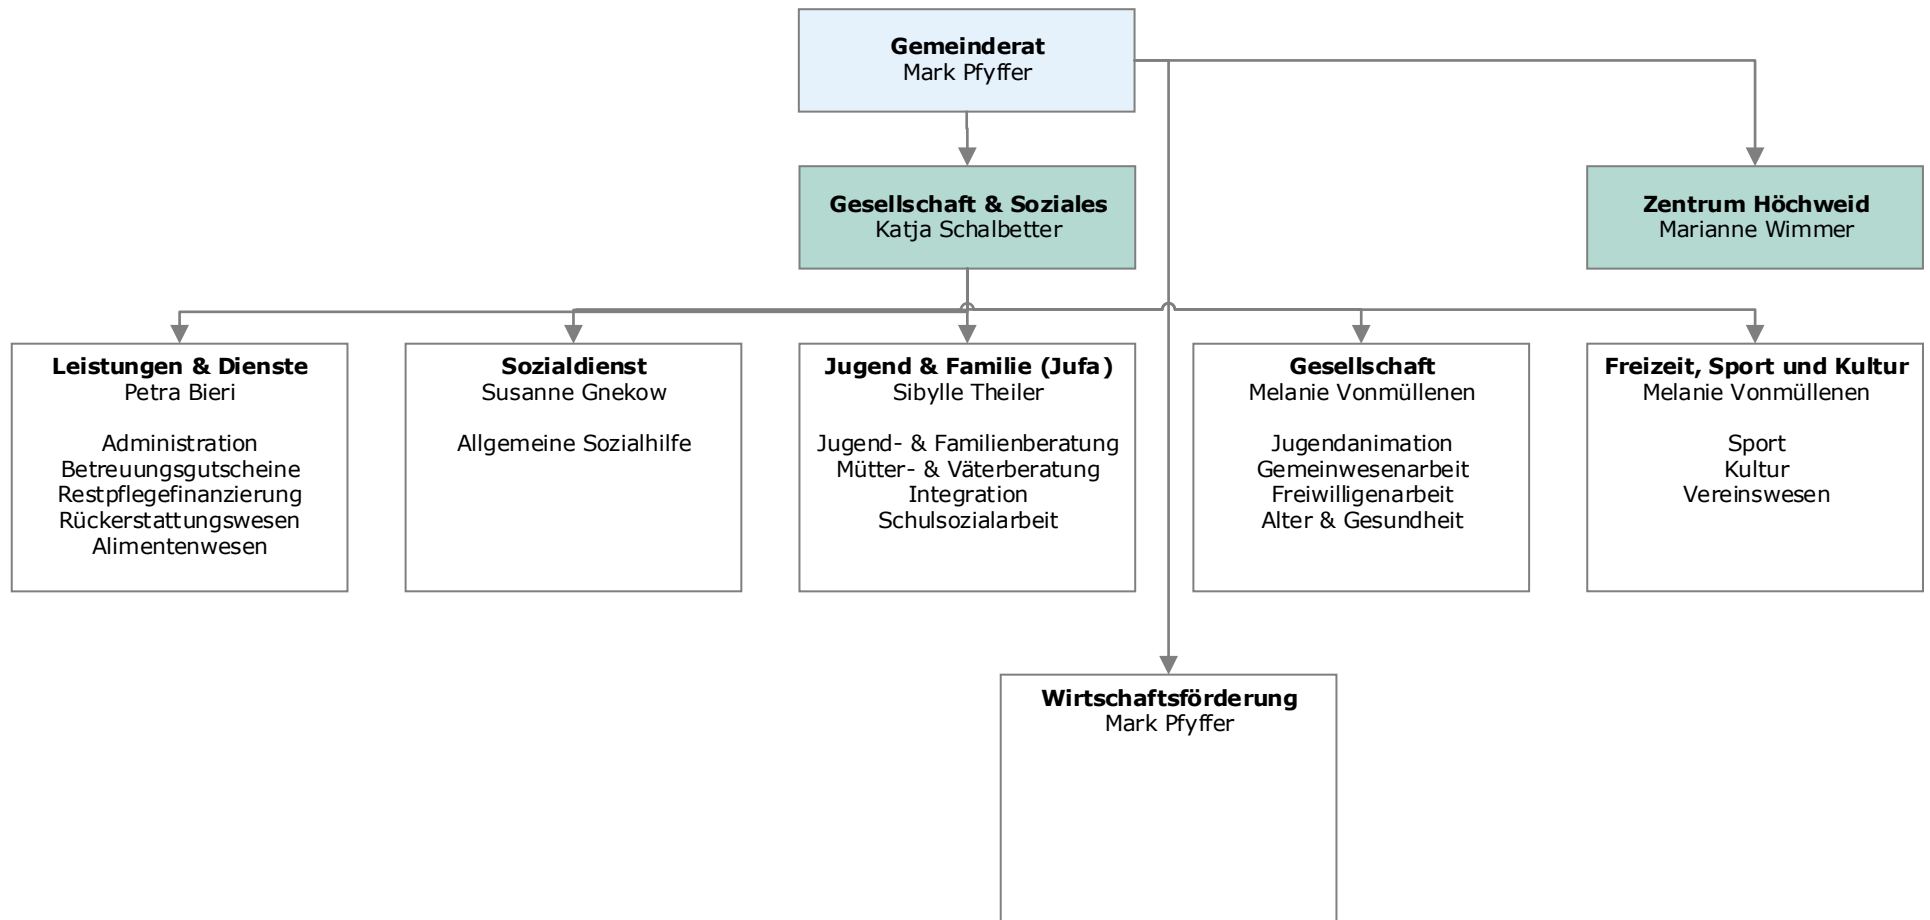 Gemeinderat
Mark Pfyffer
Gesellschaft & Soziales
Katja Schalbetter
Zentrum Höchweid
Marianne Wimmer
Leistungen & Dienste
Petra Bieri
Administration
Betreuungsgutscheine
Restpflegefinanzierung
Rückerstattungswesen
Alimentenwesen
Sozialdienst
Susanne Gnekow
Allgemeine Sozialhilfe
Jugend & Familie (Jufa)
Sibylle Theiler
Jugend- & Familienberatung
Mütter- & Väterberatung
Integration
Schulsozialarbeit
Gesellschaft
Melanie Vonmüllenen
Jugendanimation
Gemeinwesenarbeit
Freiwilligenarbeit
Alter & Gesundheit
Freizeit, Sport und Kultur
Melanie Vonmüllenen
Sport
Kultur
Vereinswesen
Wirtschaftsförderung
Mark Pfyffer